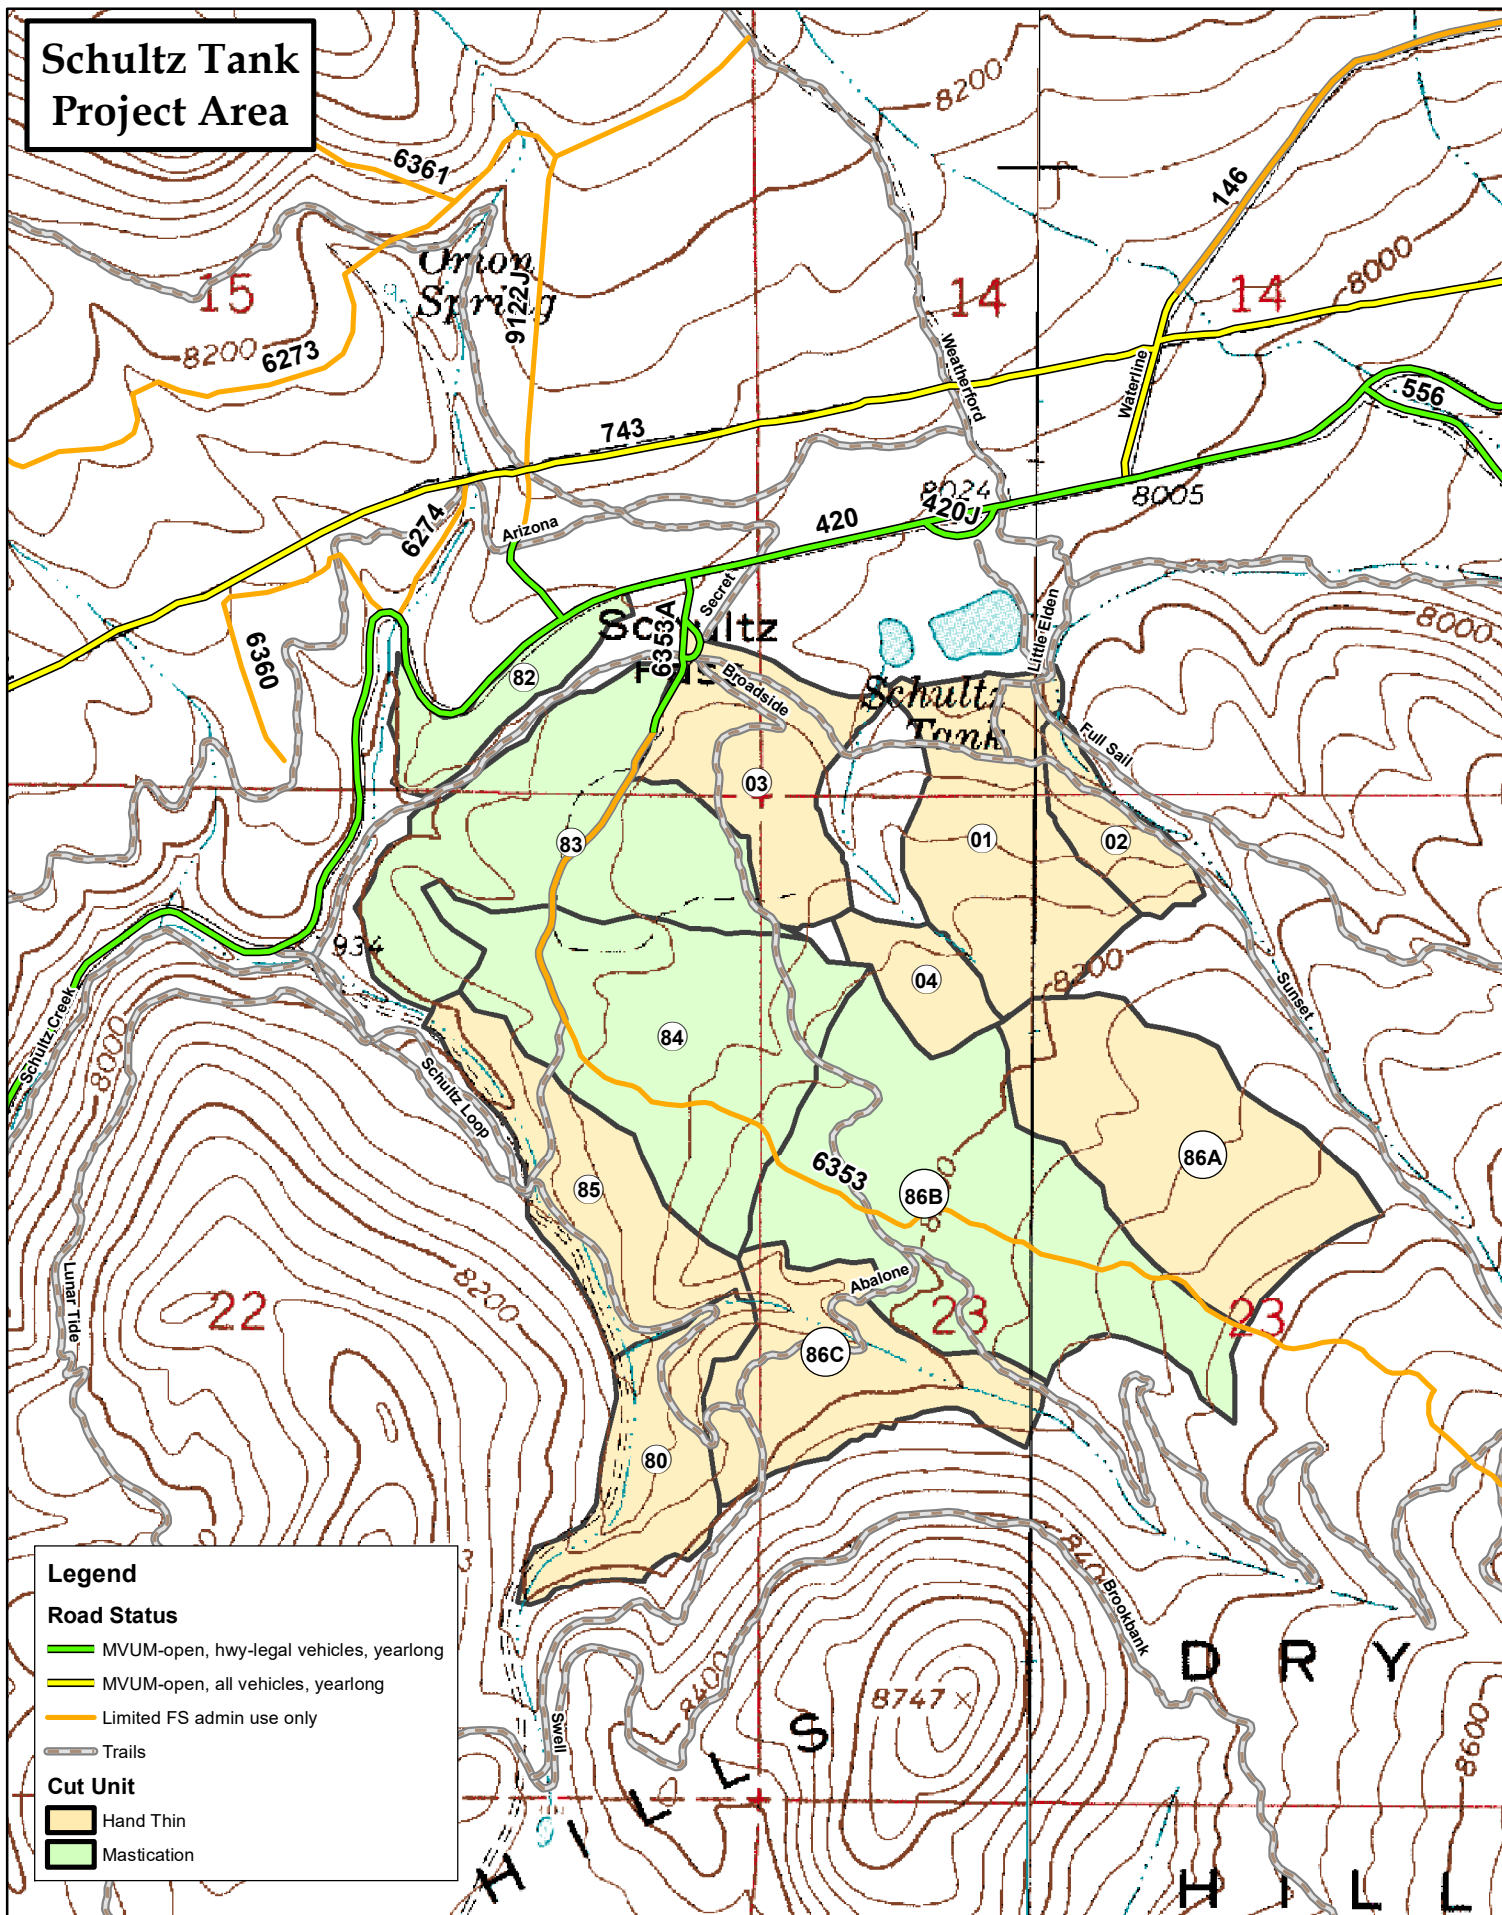 Schultz Tank
Project Area
8200
6361
146
Orion
Spring
15
9122J
14
14
8000
8200
6273
Weatherford
Waterline
556
743
8024
8005
420J
420
6274
Arizona
Secret
6353A
Little Elden
8000
6360
82
Broadside
Schultz
Tank
Full Sail
03
83
01
02
934
04
8200
Sunset
Schultz Creek
8000
84
Schultz Loop
6353
86B
86A
85
Lunar Tide
22
8200
Abalone
23
23
86C
80
Brookbank
8400
8747
Swell
8600
DRY
HILLS
HILL
Legend
Road Status
MVUM-open, hwy-legal vehicles, yearlong
MVUM-open, all vehicles, yearlong
Limited FS admin use only
Trails
Cut Unit
Hand Thin
Mastication